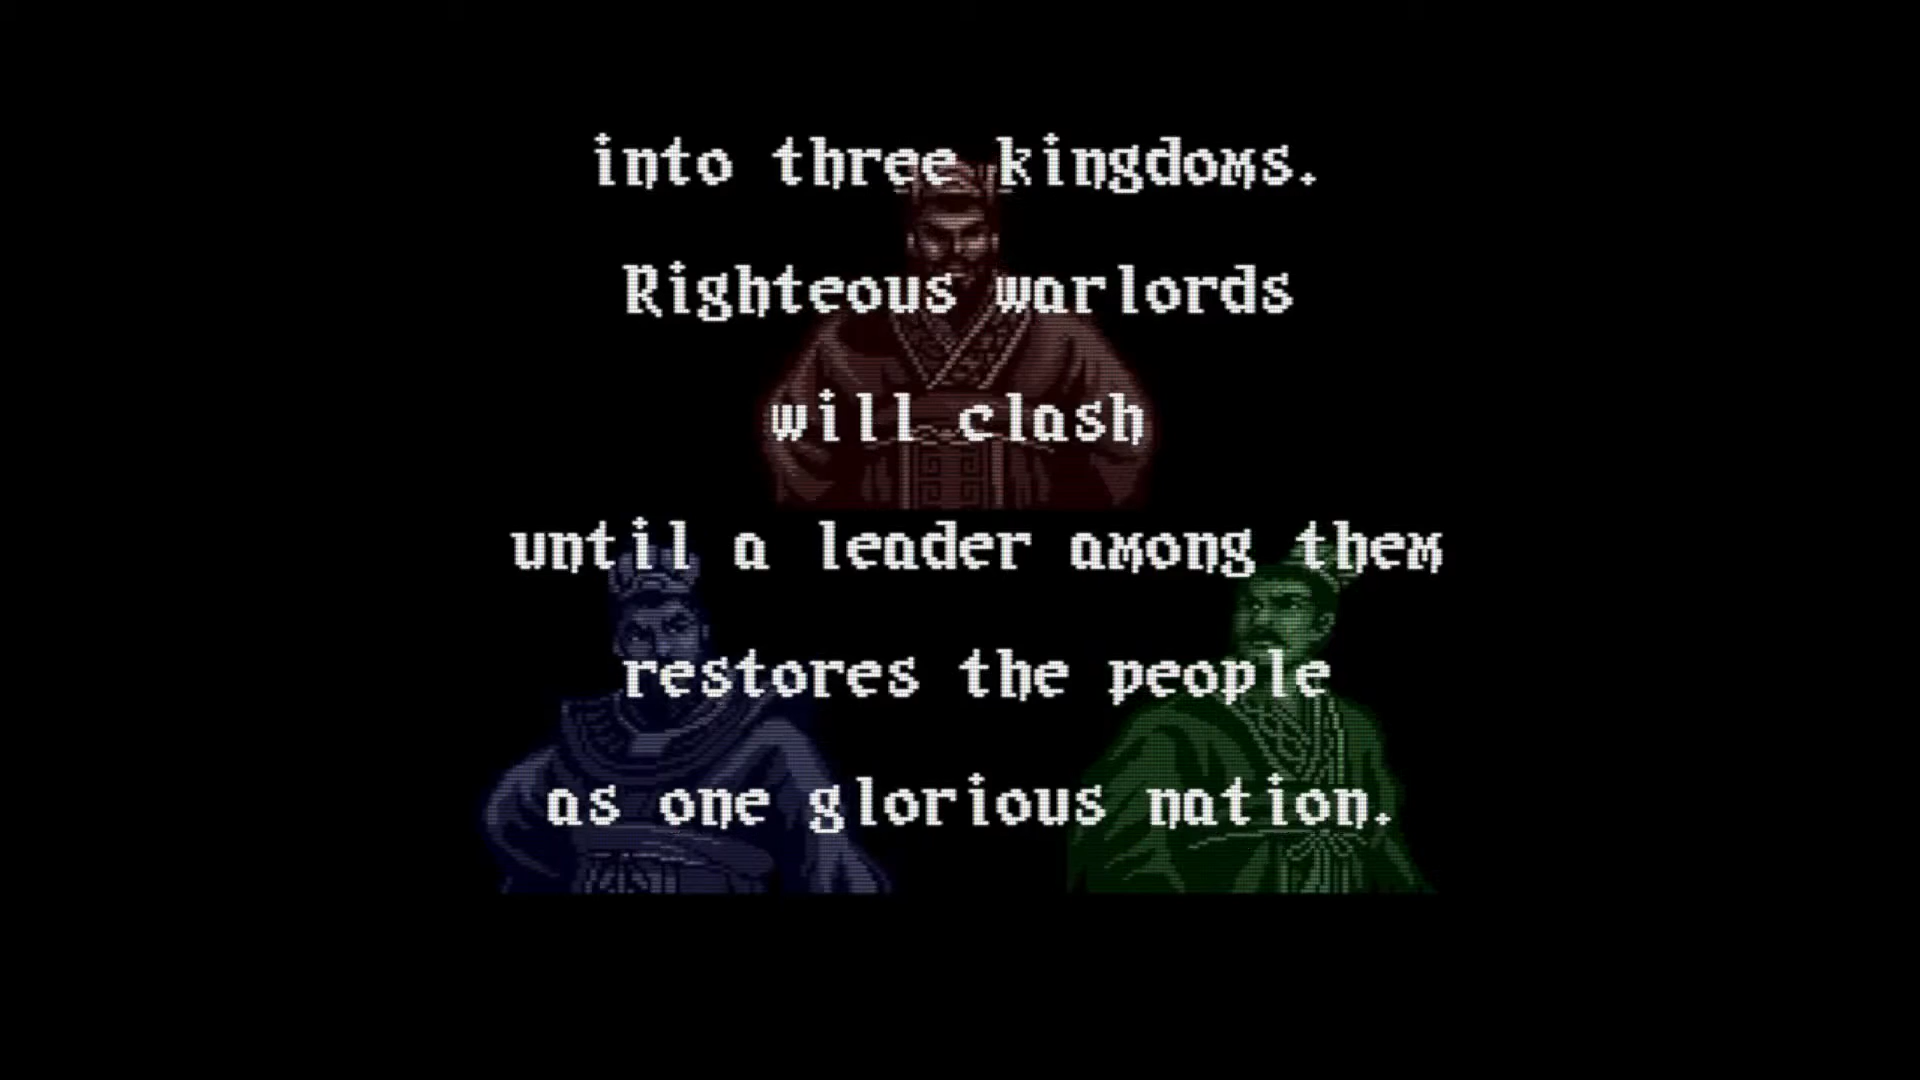 into three kingdoms.
Righteous warlords
will clash
until a leader among them
restores the people
as one glorious nation.